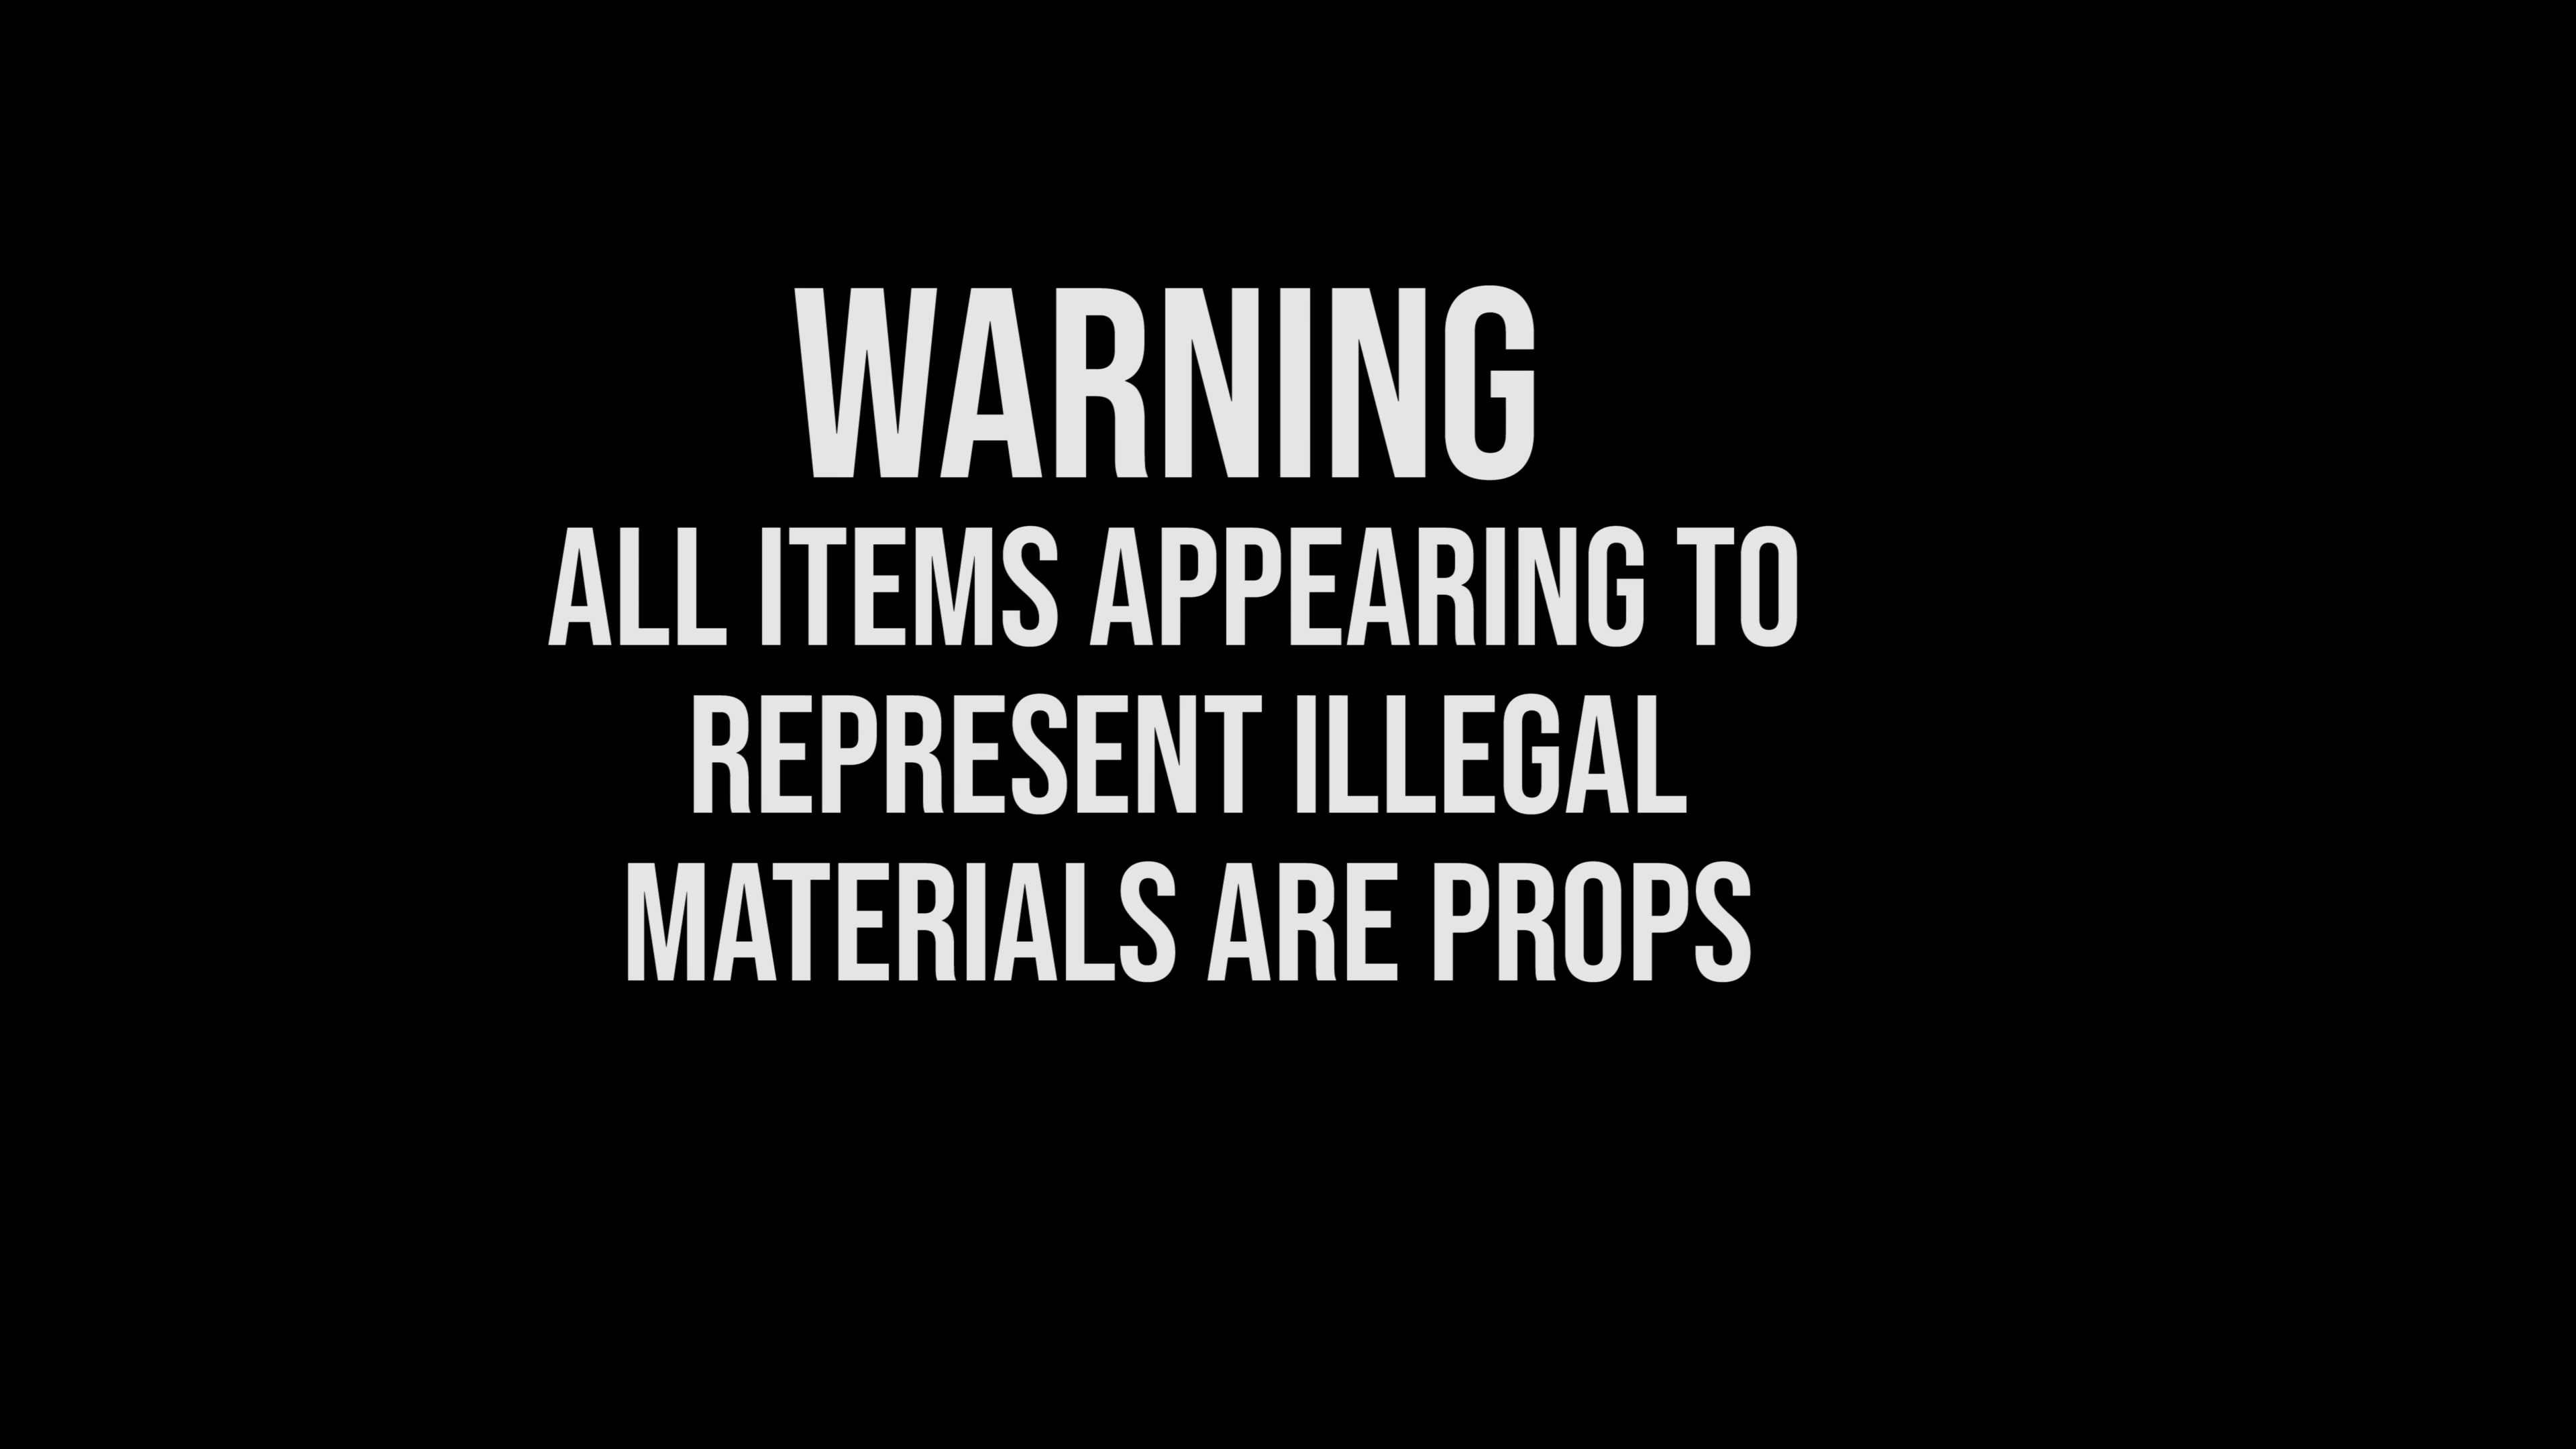 WARNING
ALL ITEMS APPEARING TO
REPRESENT ILLEGAL
MATERIALS ARE PROPS